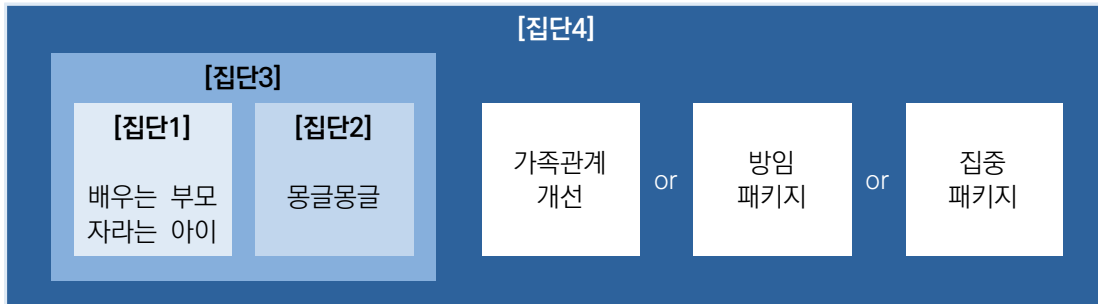 [집단4]
[집단3]
[집단1]
배우는 부모
자라는 아이
[집단2]
몽글몽글
가족관계
개선
or
방임
패키지
or
집중
패키지